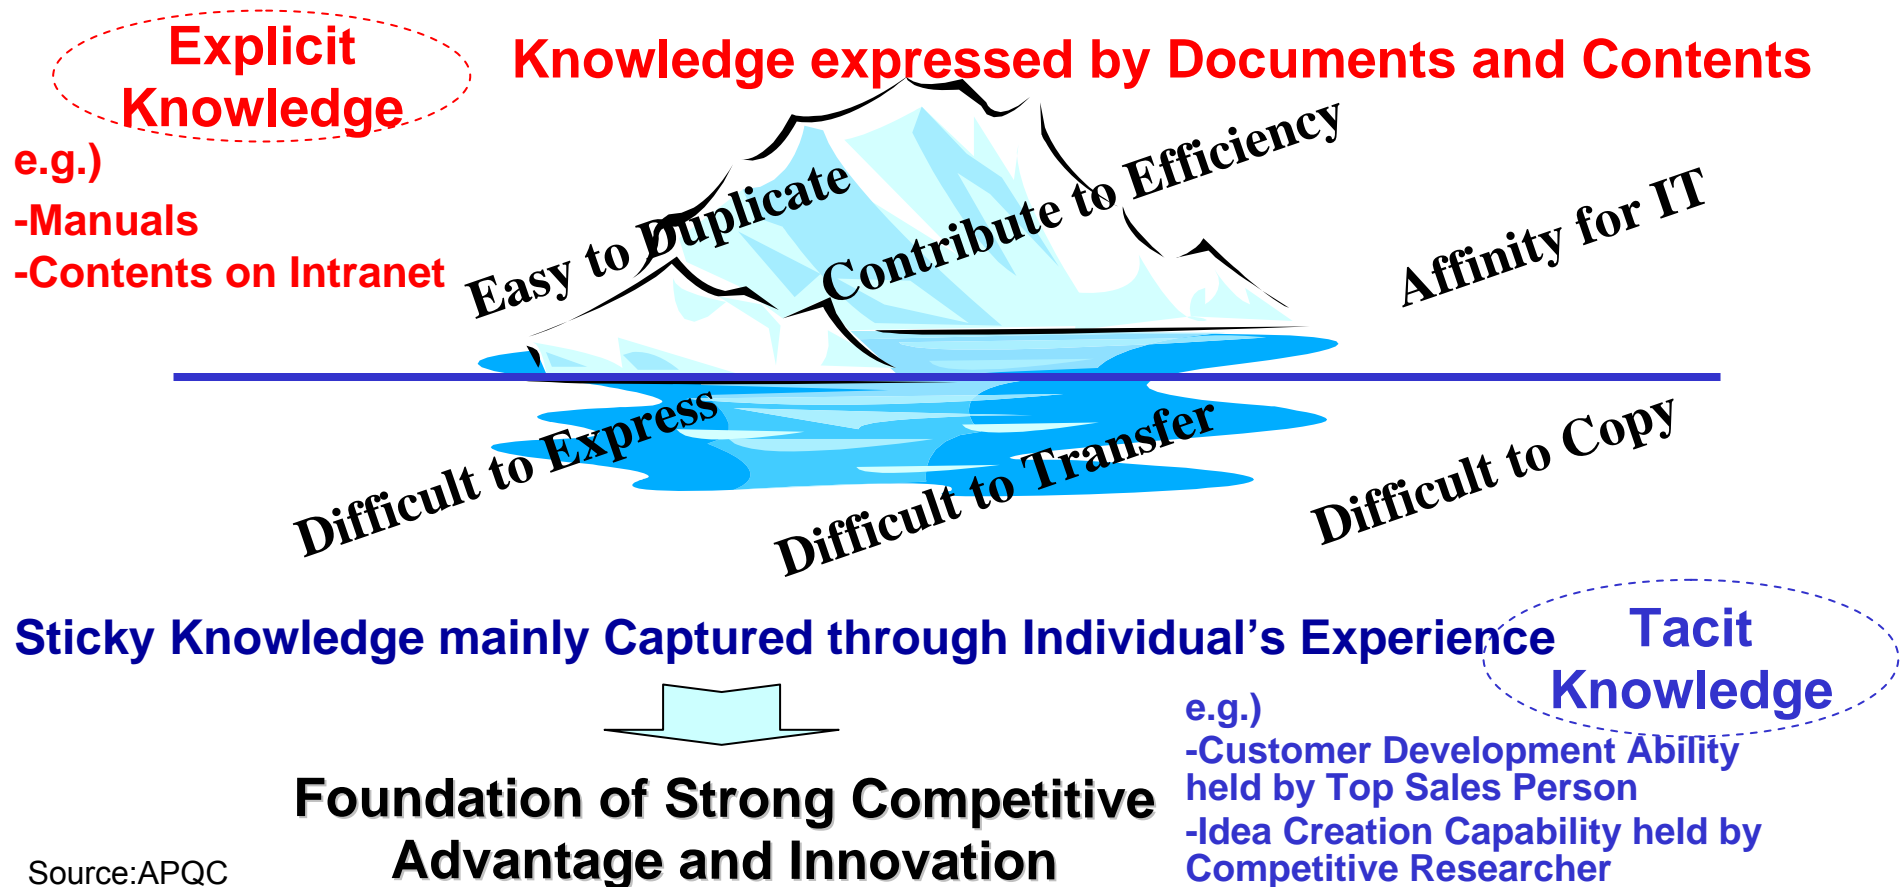 Explicit
Knowledge
Knowledge expressed by Documents and Contents
e.g.)
-Manuals
-Contents on Intranet
Easy to Duplicate
Contribute to Efficiency
Affinity for IT
Difficult to Express
Difficult to Transfer
Difficult to Copy
Sticky Knowledge mainly Captured through Individual’s Experience
Tacit
Knowledge
e.g.)
-Customer Development Ability
held by Top Sales Person
-Idea Creation Capability held by
Competitive Researcher
Foundation of Strong Competitive
Advantage and Innovation
Source:APQC